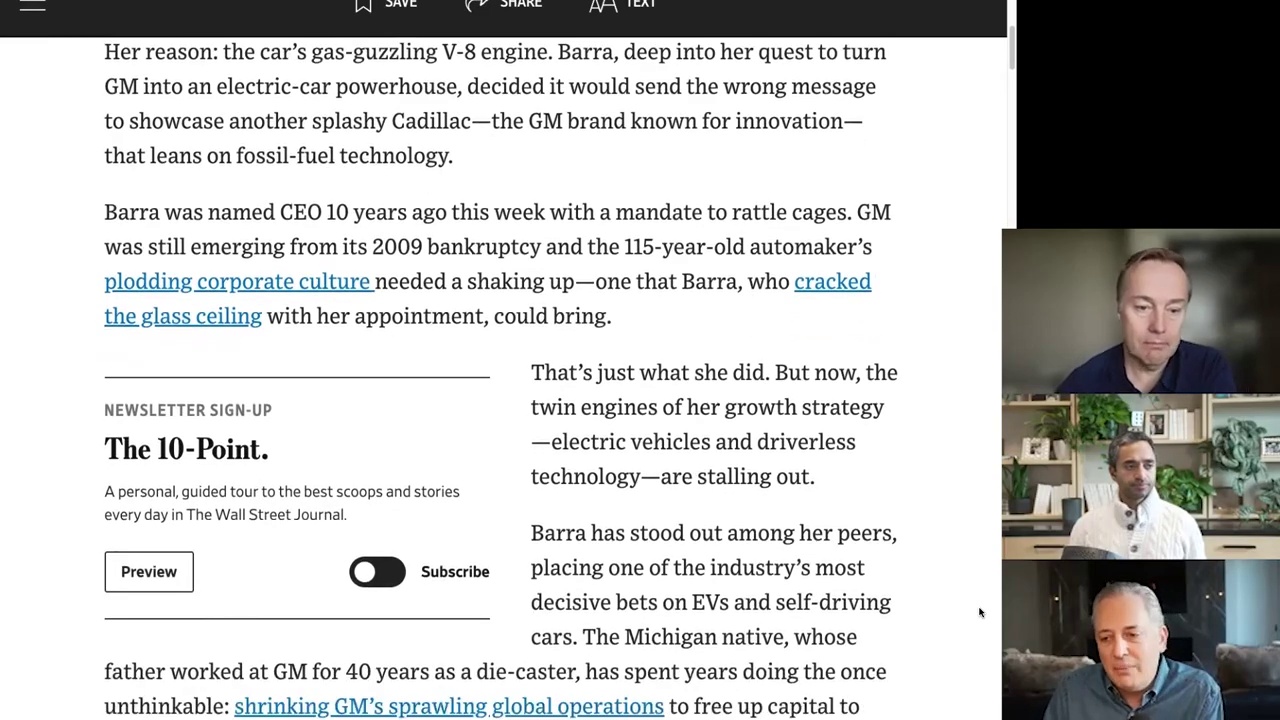 SAVE SHARE AA TEXT
Her reason: the car’s gas-guzzling V-8 engine. Barra, deep into her quest to turn
GM into an electric-car powerhouse, decided it would send the wrong message
to showcase another splashy Cadillac—the GM brand known for innovation—
that leans on fossil-fuel technology.
Barra was named CEO 10 years ago this week with a mandate to rattle cages. GM
was still emerging from its 2009 bankruptcy and the 115-year-old automaker’s
plodding corporate culture needed a shaking up—one that Barra, who cracked
the glass ceiling with her appointment, could bring.
NEWSLETTER SIGN-UP
The 10-Point.
A personal, guided tour to the best scoops and stories
every day in The Wall Street Journal.
Preview Subscribe
That’s just what she did. But now, the
twin engines of her growth strategy
—electric vehicles and driverless
technology—are stalling out.
Barra has stood out among her peers,
placing one of the industry’s most
decisive bets on EVs and self-driving
cars. The Michigan native, whose
father worked at GM for 40 years as a die-caster, has spent years doing the once
unthinkable: shrinking GM’s sprawling global operations to free up capital to